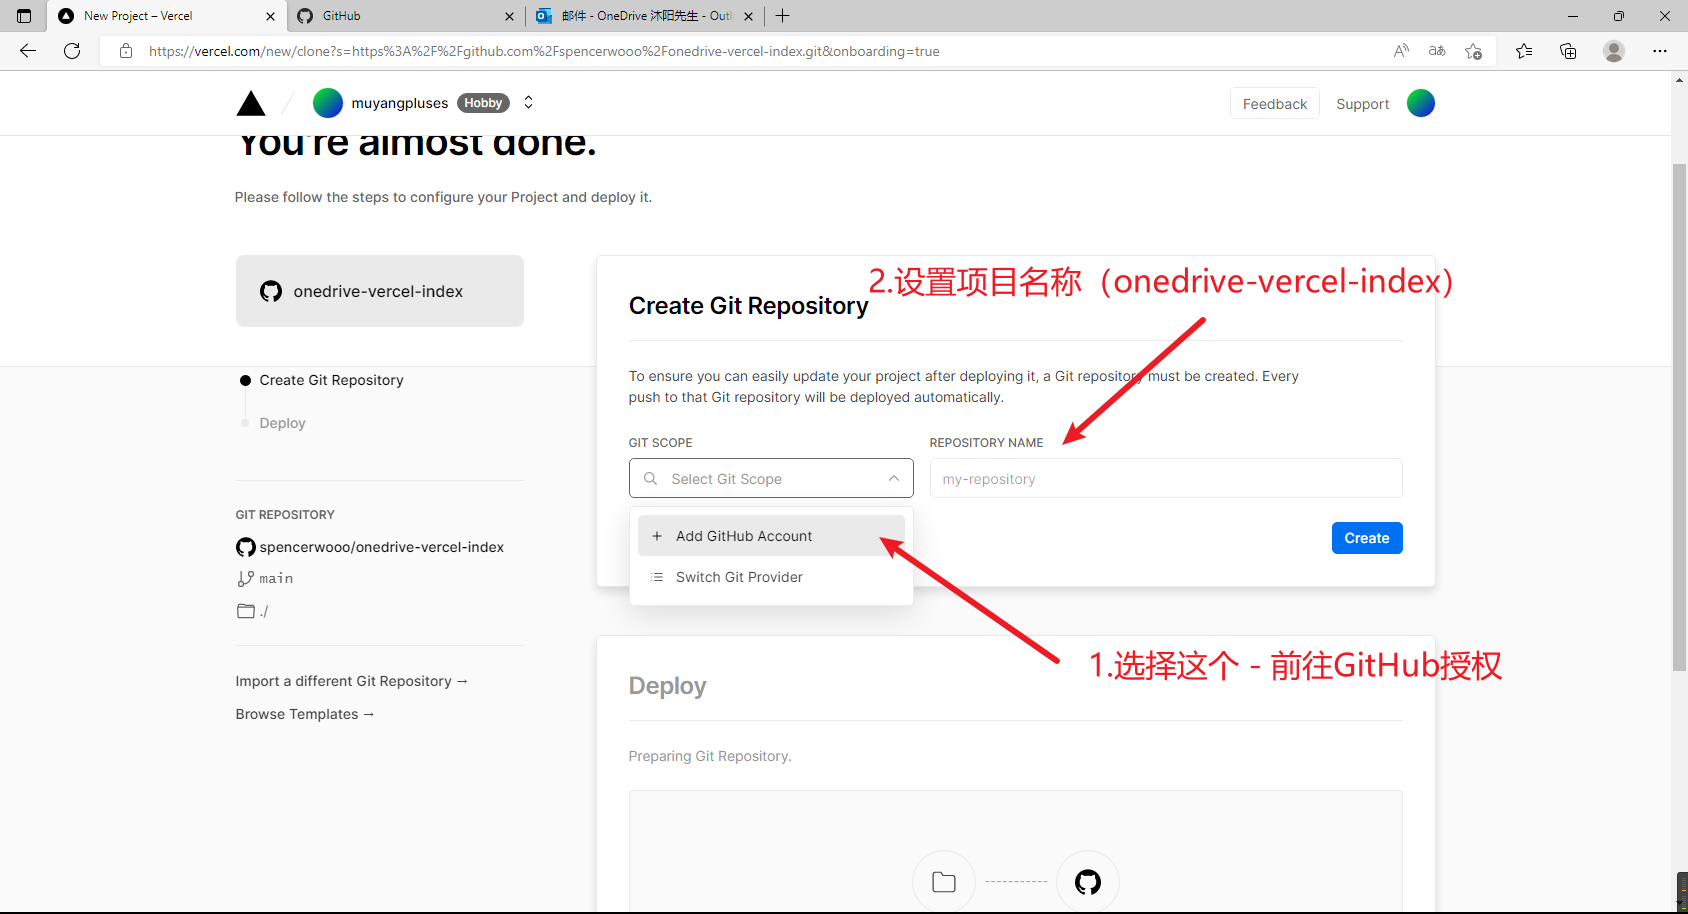 New Project – Vercel
GitHub
邮件 - OneDrive 沐阳先生 - Outl
https://vercel.com/new/clone?s=https%3A%2F%2Fgithub.com%2Fspencerwooo%2Fonedrive-vercel-index.git&onboarding=true
muyangpluses
Hobby
Feedback
Support
You're almost done.
Please follow the steps to configure your Project and deploy it.
onedrive-vercel-index
Create Git Repository
Deploy
GIT REPOSITORY
spencerwooo/onedrive-vercel-index
main
./
Import a different Git Repository →
Browse Templates →
2.设置项目名称（onedrive-vercel-index）
Create Git Repository
To ensure you can easily update your project after deploying it, a Git repository must be created. Every
push to that Git repository will be deployed automatically.
GIT SCOPE
REPOSITORY NAME
Select Git Scope
my-repository
Add GitHub Account
Switch Git Provider
Create
1.选择这个 - 前往GitHub授权
Deploy
Preparing Git Repository.